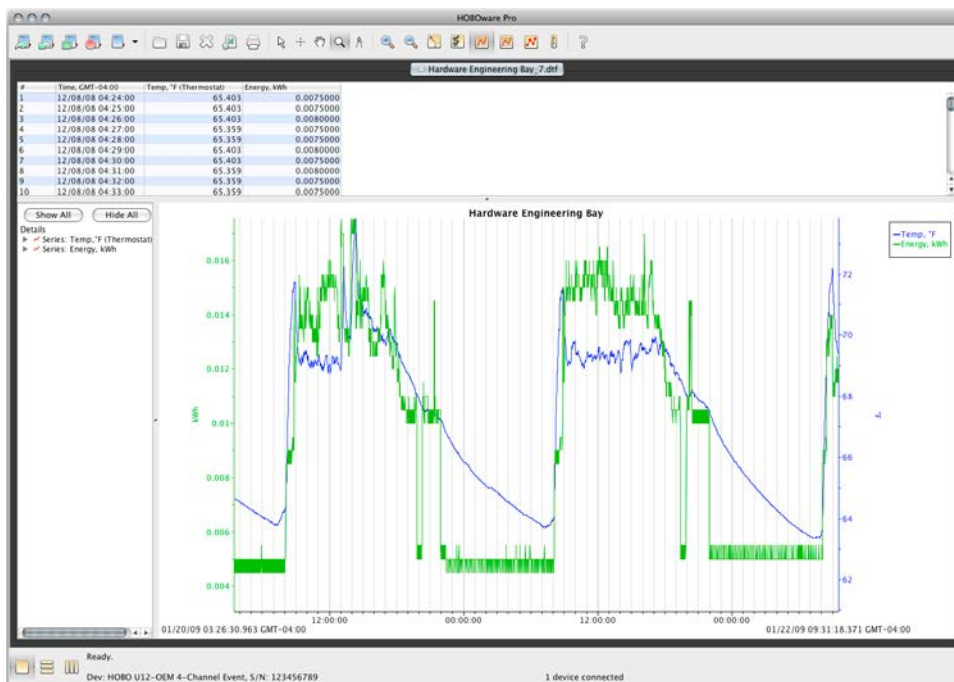 HOBOware Pro
Hardware Engineering Bay_7.dtf
# Time, GMT-04:00 Temp, °F (Thermostat) Energy, kWh
1 12/08/08 04:24:00 65.403 0.0075000
2 12/08/08 04:25:00 65.403 0.0075000
3 12/08/08 04:26:00 65.403 0.0080000
4 12/08/08 04:27:00 65.359 0.0075000
5 12/08/08 04:28:00 65.359 0.0075000
6 12/08/08 04:29:00 65.403 0.0080000
7 12/08/08 04:30:00 65.403 0.0075000
8 12/08/08 04:31:00 65.359 0.0080000
9 12/08/08 04:32:00 65.359 0.0075000
10 12/08/08 04:33:00 65.359 0.0075000
Show All Hide All
Details
Series: Temp,°F (Thermostat)
Series: Energy, kWh
Hardware Engineering Bay
Temp, °F
Energy, kWh
0.016
0.014
0.012
0.01
0.008
0.006
0.004
kWh
72
70
68
66
64
62
°F
12:00:00 00:00:00 12:00:00 00:00:00
01/20/09 03:26:30.963 GMT-04:00 01/22/09 09:31:18.371 GMT-04:00
Ready.
Dev: HOBO U12-OEM 4-Channel Event, S/N: 123456789 1 device connected